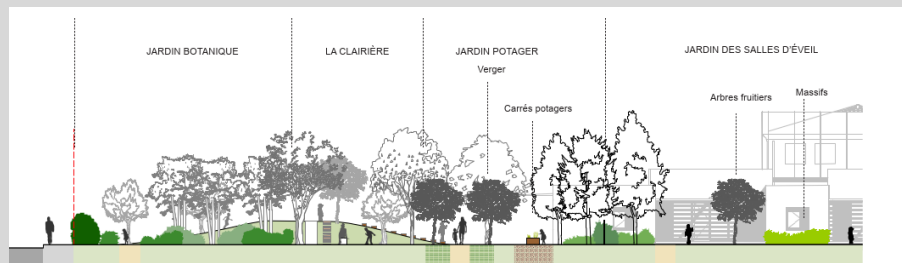 JARDIN BOTANIQUE
LA CLAIRIÈRE
JARDIN POTAGER
JARDIN DES SALLES D'ÉVEIL
Verger
Carrés potagers
Arbres fruitiers
Massifs